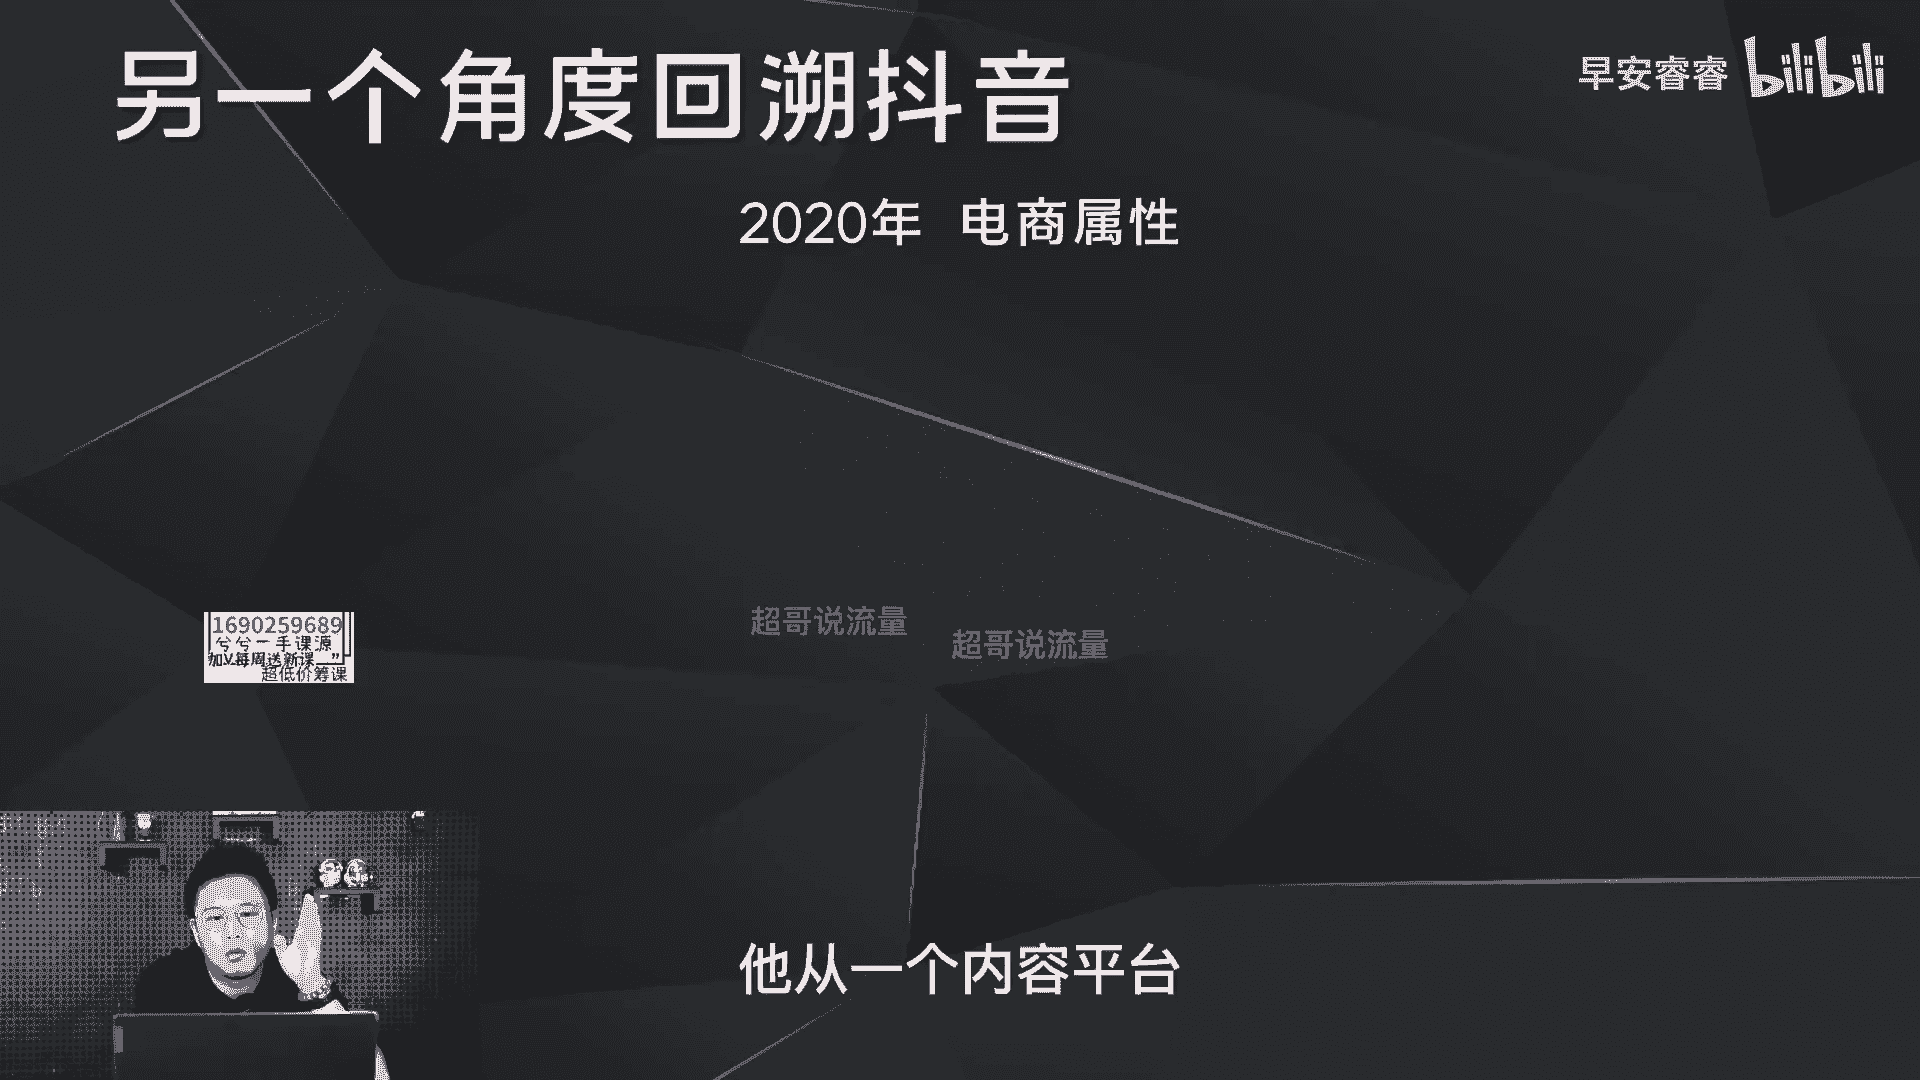 另一个角度回溯抖音
早安睿睿 bilibili
2020年 电商属性
超哥说流量
超哥说流量
1690259689
兮兮一手课源
加V每周送新课
超低价筹课
他从一个内容平台